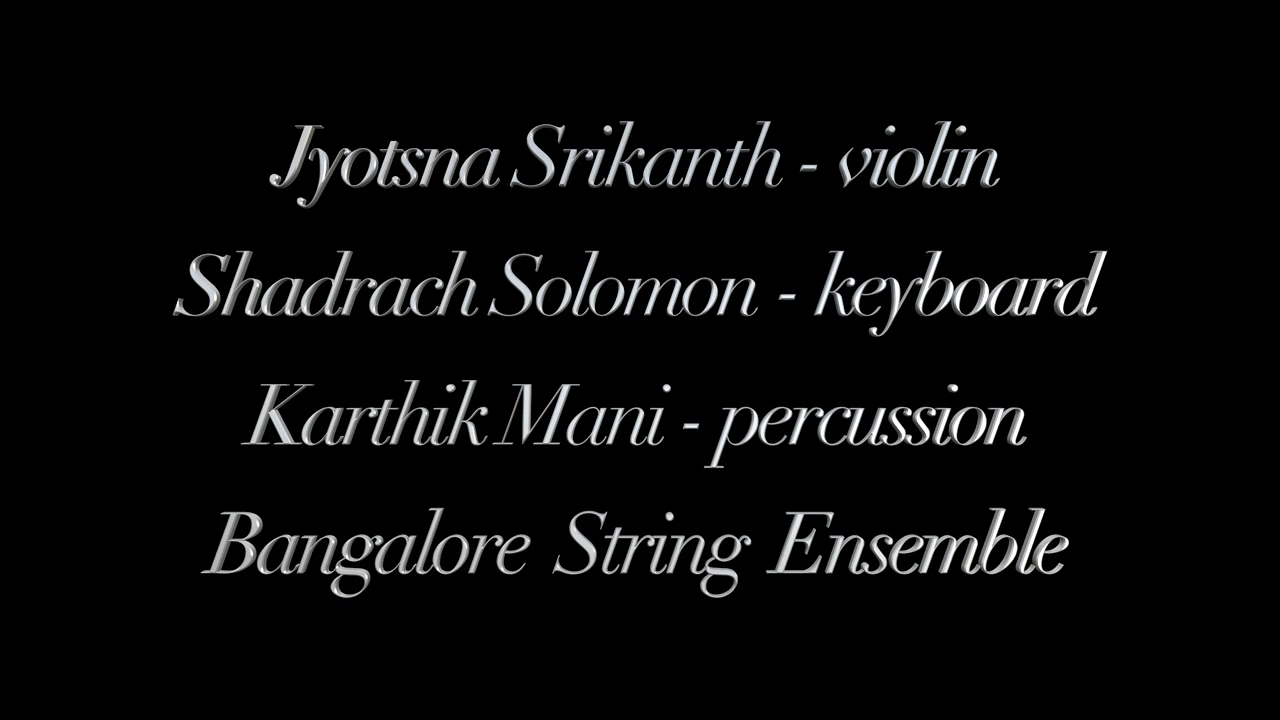 Jyotsna Srikanth - violin
Shadrach Solomon - keyboard
Karthik Mani - percussion
Bangalore String Ensemble